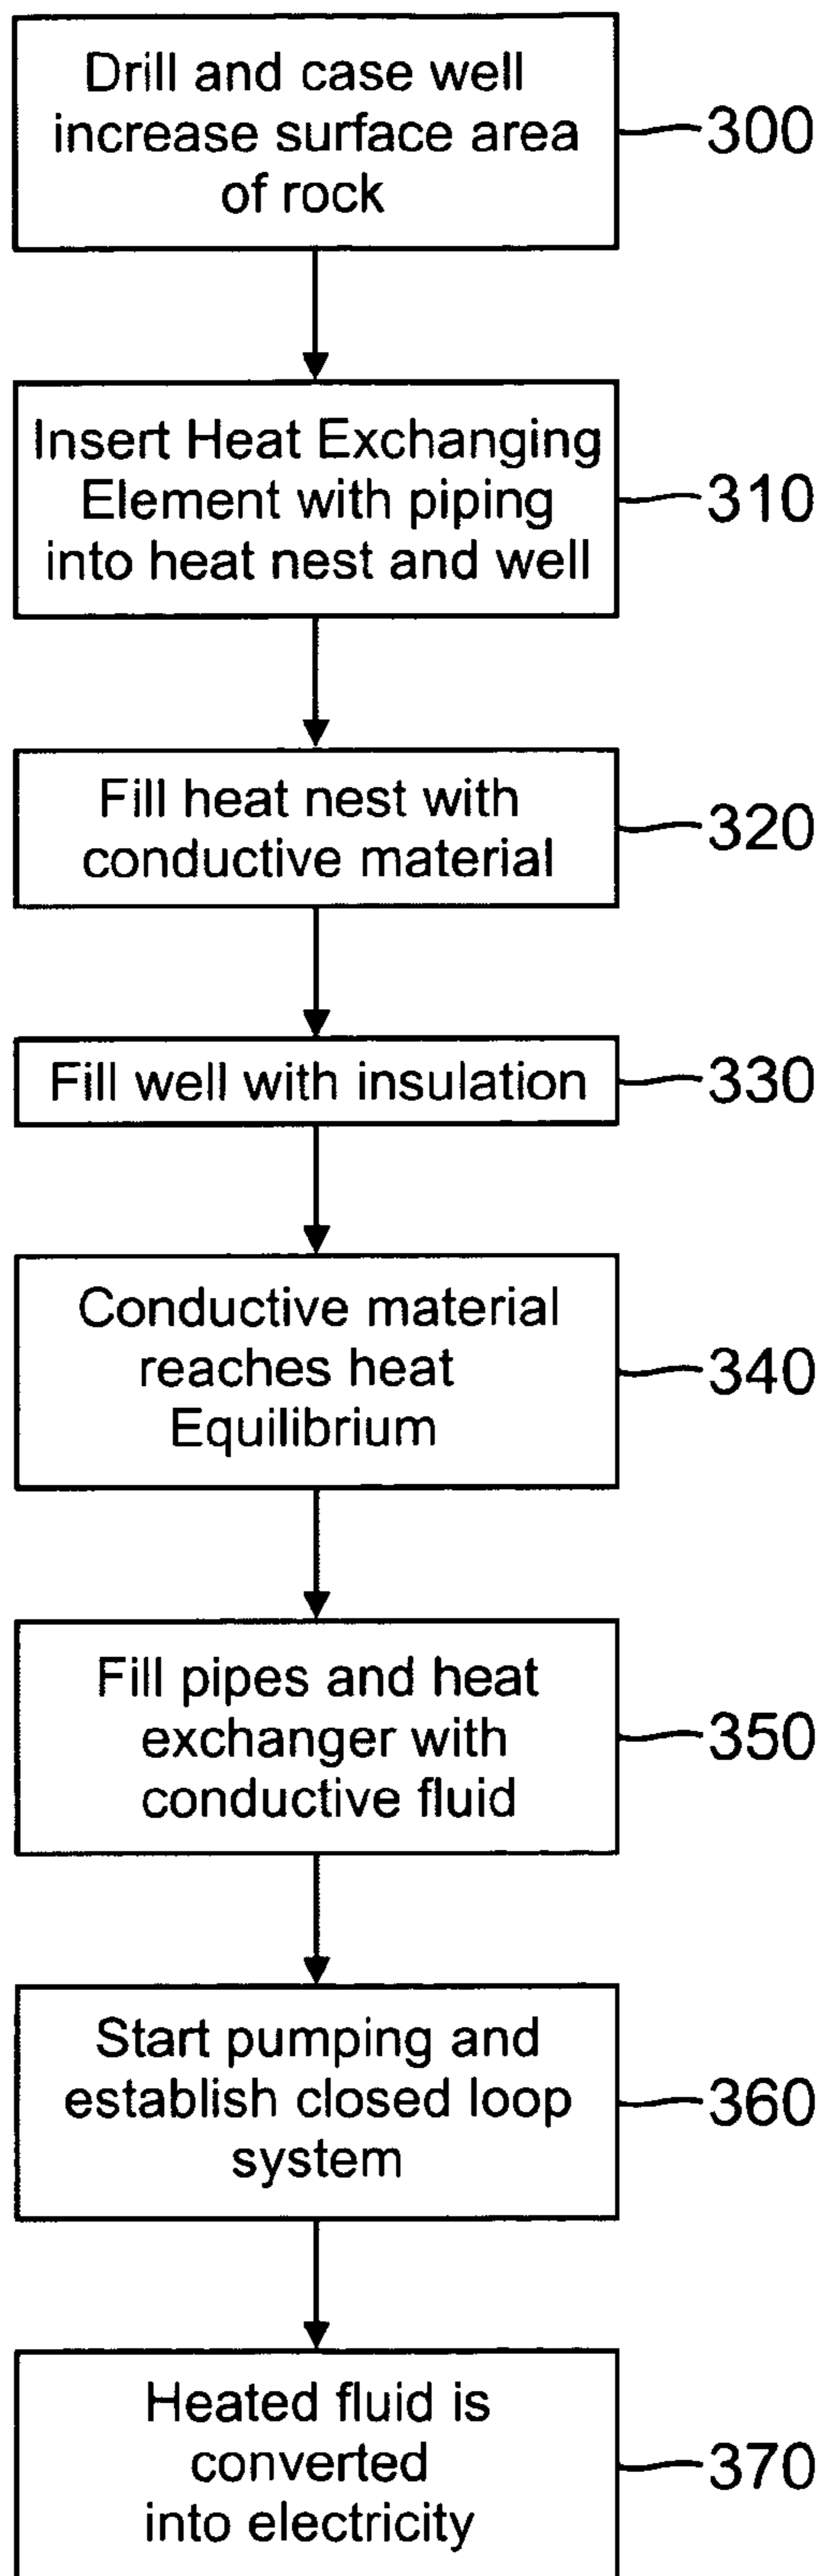 Drill and case well
increase surface area
of rock
300
Insert Heat Exchanging
Element with piping
into heat nest and well
310
Fill heat nest with
conductive material
320
Fill well with insulation
330
Conductive material
reaches heat
Equilibrium
340
Fill pipes and heat
exchanger with
conductive fluid
350
Start pumping and
establish closed loop
system
360
Heated fluid is
converted
into electricity
370